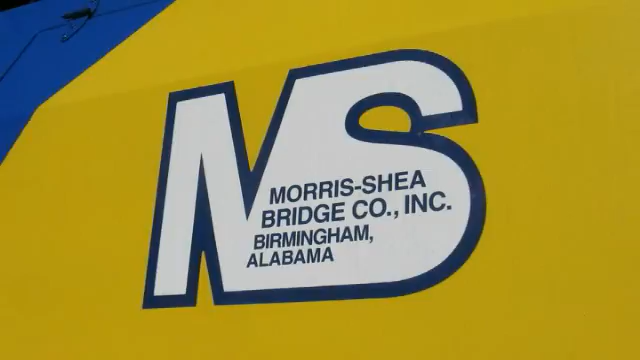 MS
MORRIS-SHEA
BRIDGE CO., INC.
BIRMINGHAM,
ALABAMA